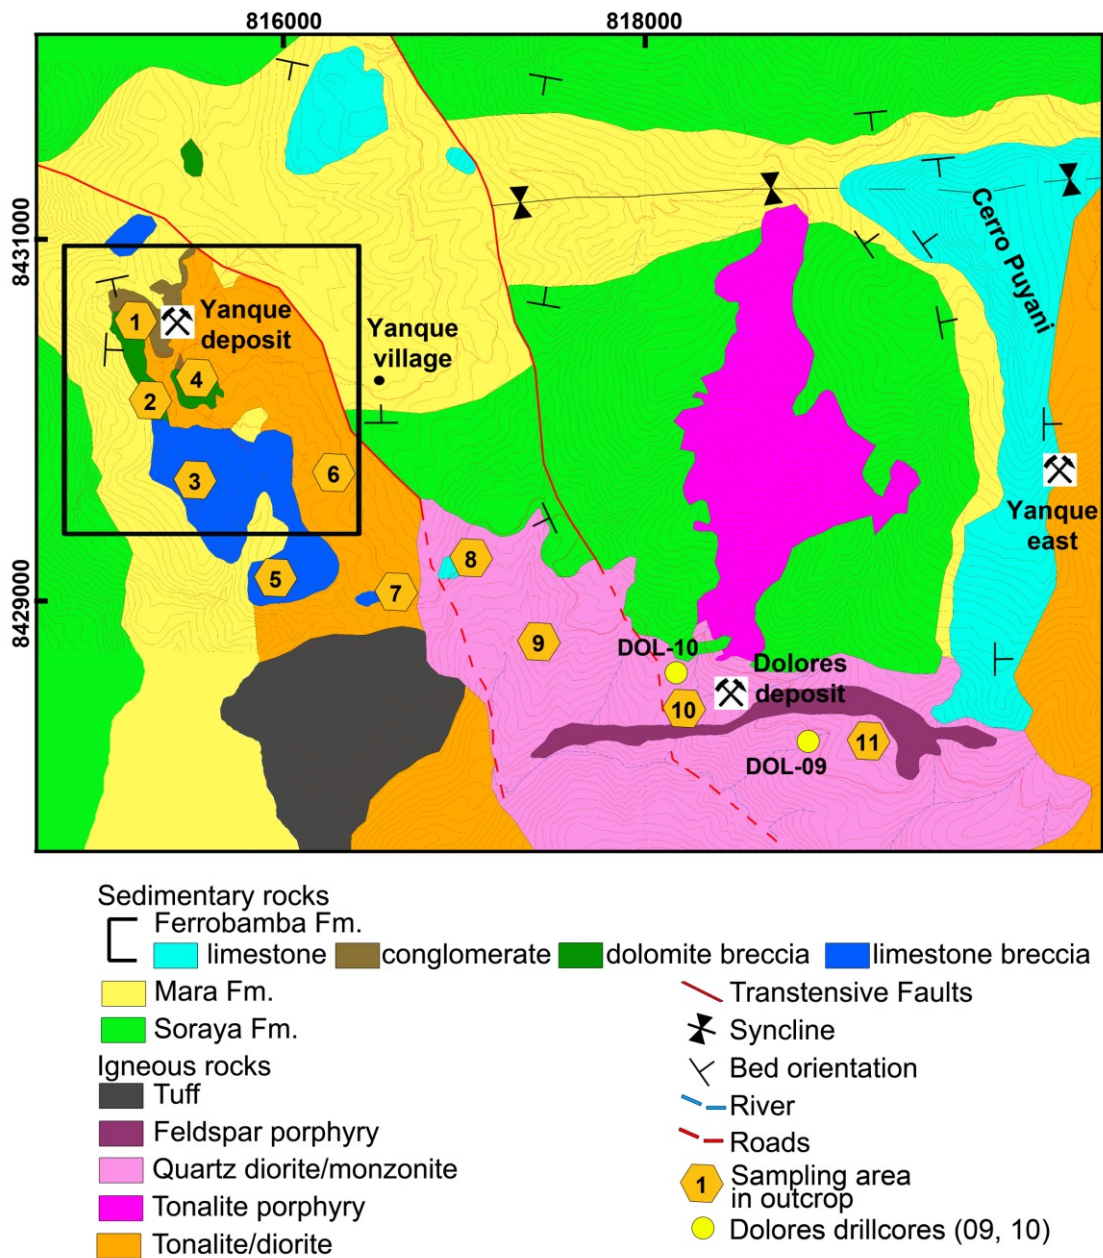 816000
818000
8431000
8429000
Cerro Puyani
Yanque
deposit
Yanque
village
1
4
2
3
6
5
7
8
9
Yanque
east
DOL-10
Dolores
deposit
10
11
DOL-09
Sedimentary rocks
Ferrobamba Fm.
limestone conglomerate dolomite breccia limestone breccia
Mara Fm.
Soraya Fm.
Igneous rocks
Tuff
Feldspar porphyry
Quartz diorite/monzonite
Tonalite porphyry
Tonalite/diorite
Transtensive Faults
Syncline
Bed orientation
River
Roads
1 Sampling area
in outcrop
Dolores drillcores (09, 10)